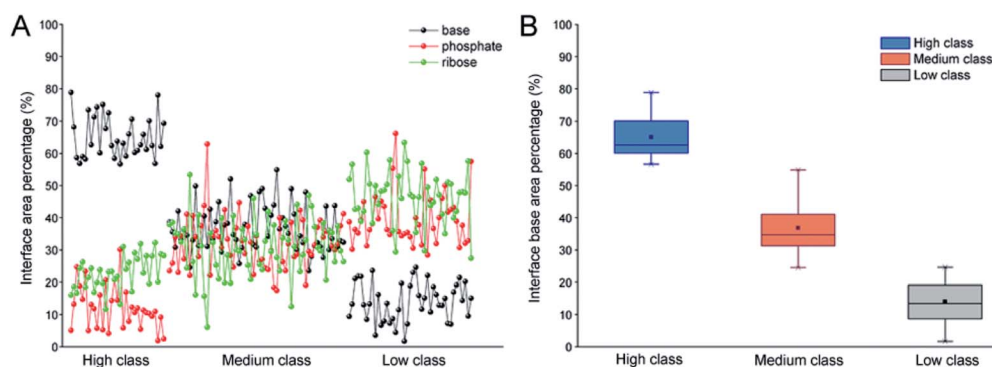 A
Interface area percentage (%)
100
90
80
70
60
50
40
30
20
10
0
base
phosphate
ribose
High class
Medium class
Low class
B
Interface base area percentage (%)
100
90
80
70
60
50
40
30
20
10
0
High class
Medium class
Low class
High class
Medium class
Low class